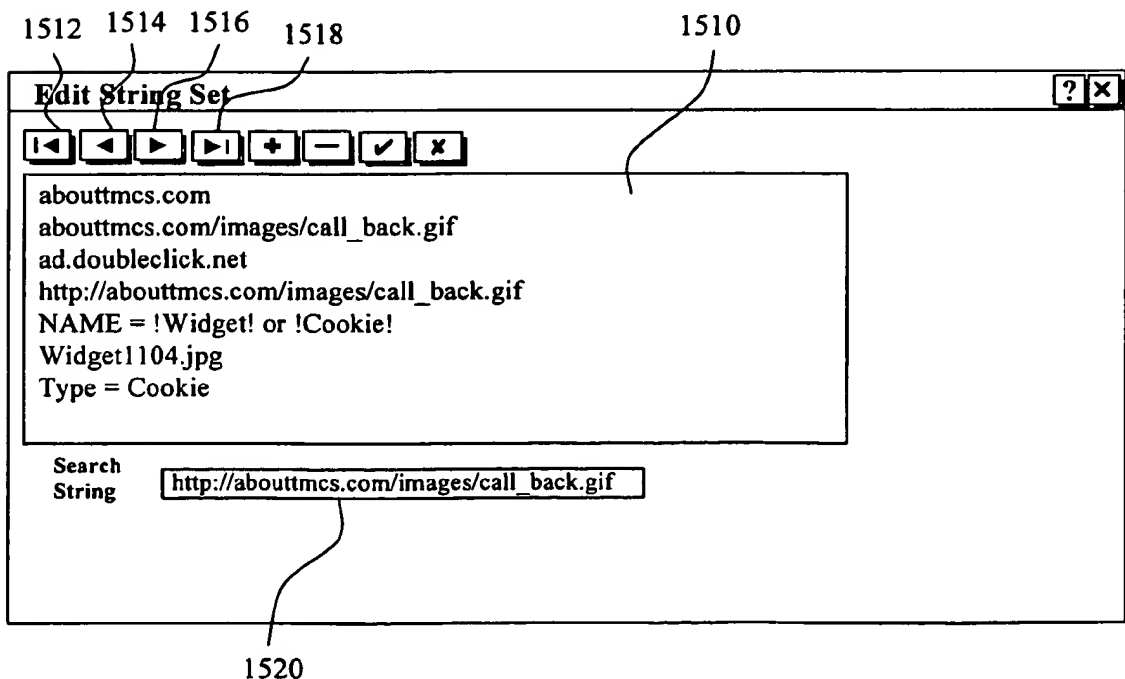 1512 1514 1516 1518 1510
Edit String Set ?
abouttmcs.com
abouttmcs.com/images/call_back.gif
ad.doubleclick.net
http://abouttmcs.com/images/call_back.gif
NAME = !Widget! or !Cookie!
Widget1104.jpg
Type = Cookie
Search
String
http://abouttmcs.com/images/call_back.gif
1520